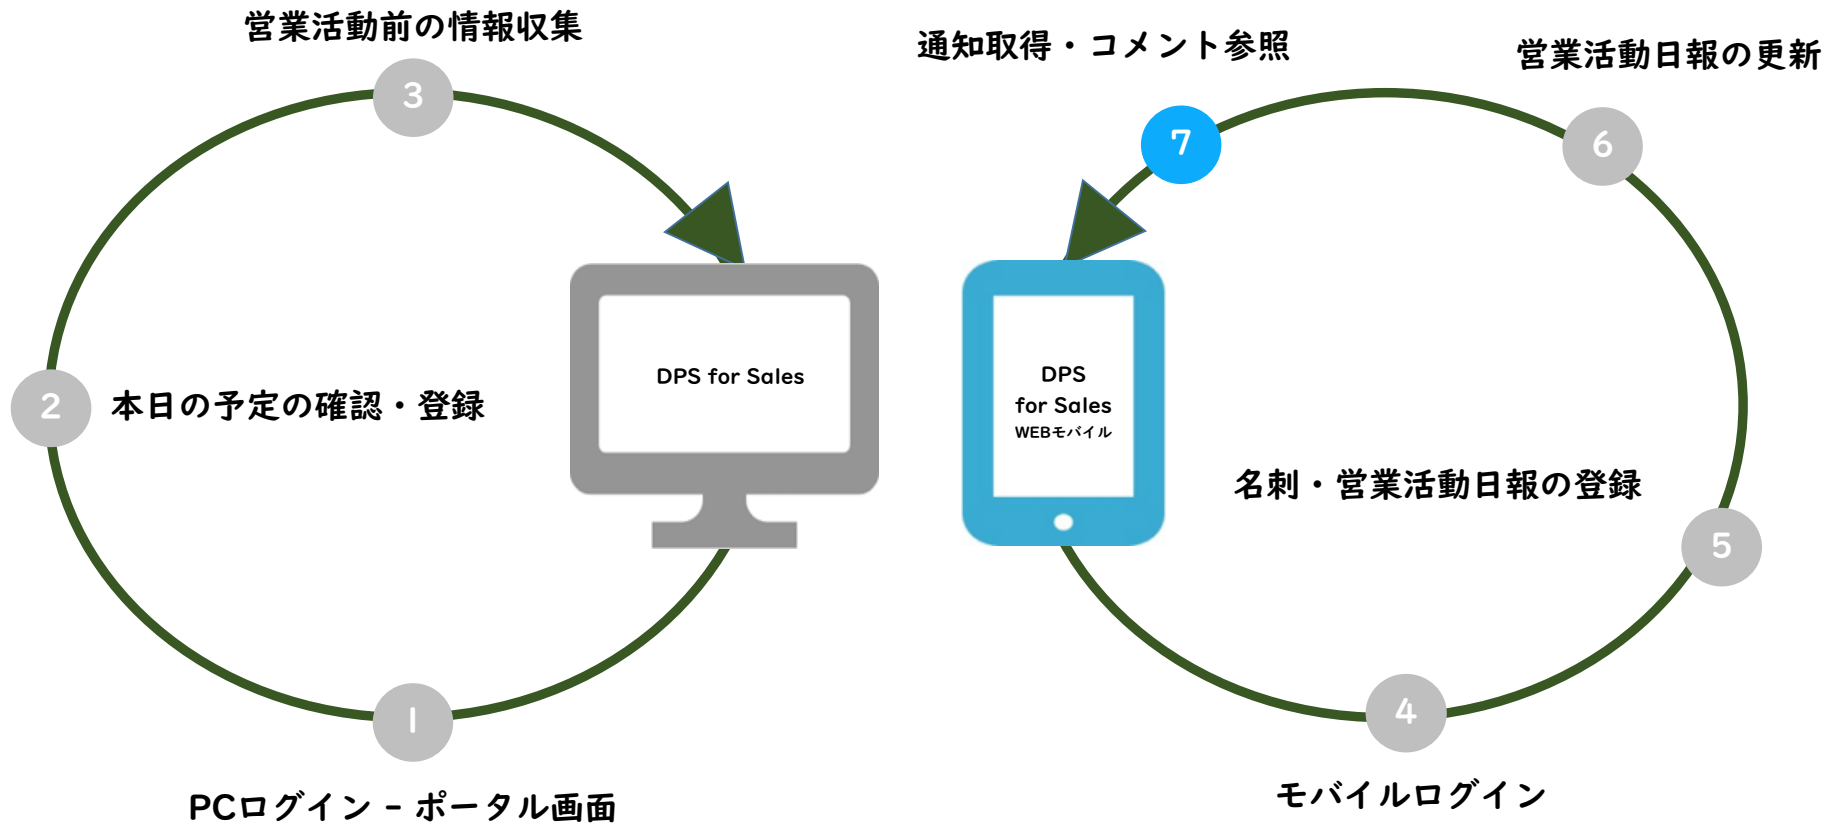 営業活動前の情報収集
3
2
本日の予定の確認・登録
DPS for Sales
1
PCログイン - ポータル画面
通知取得・コメント参照
営業活動日報の更新
7
6
DPS
for Sales
WEBモバイル
名刺・営業活動日報の登録
5
4
モバイルログイン